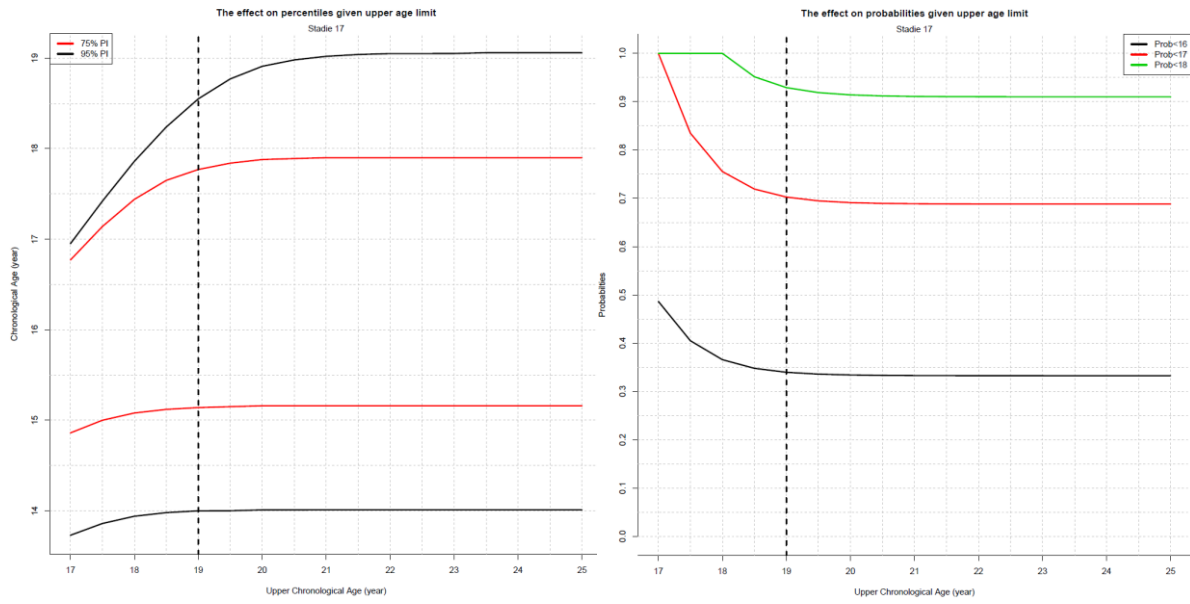 The effect on percentiles given upper age limit
Stadie 17
75% PI
95% PI
Chronological Age (year)
19
18
17
16
15
14
17 18 19 20 21 22 23 24 25
Upper Chronological Age (year)
The effect on probabilities given upper age limit
Stadie 17
Prob<16
Prob<17
Prob<18
Probabilties
1.0
0.9
0.8
0.7
0.6
0.5
0.4
0.3
0.2
0.1
0.0
17 18 19 20 21 22 23 24 25
Upper Chronological Age (year)